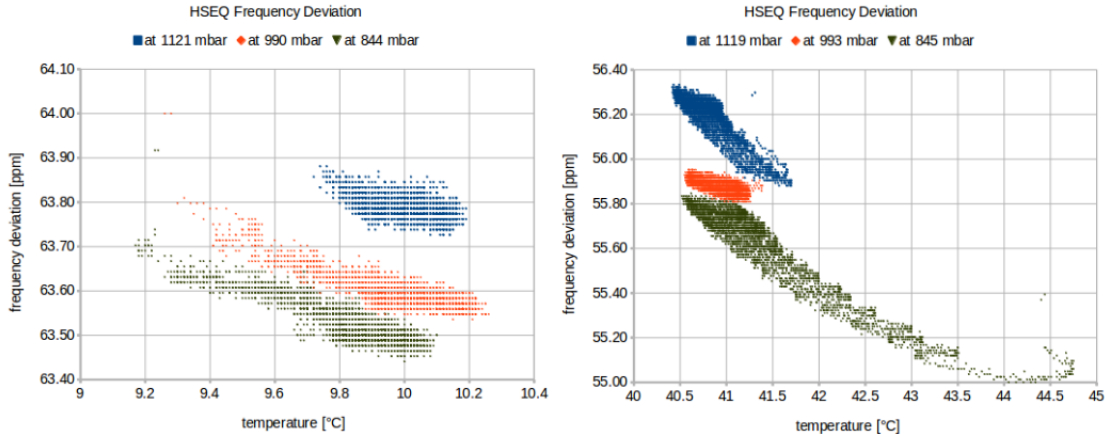 HSEQ Frequency Deviation
at 1121 mbar at 990 mbar at 844 mbar
64.10
64.00
63.90
63.80
63.70
63.60
63.50
63.40
frequency deviation [ppm]
9 9.2 9.4 9.6 9.8 10 10.2 10.4
temperature [°C]
HSEQ Frequency Deviation
at 1119 mbar at 993 mbar at 845 mbar
56.40
56.20
56.00
55.80
55.60
55.40
55.20
55.00
frequency deviation [ppm]
40 40.5 41 41.5 42 42.5 43 43.5 44 44.5 45
temperature [°C]